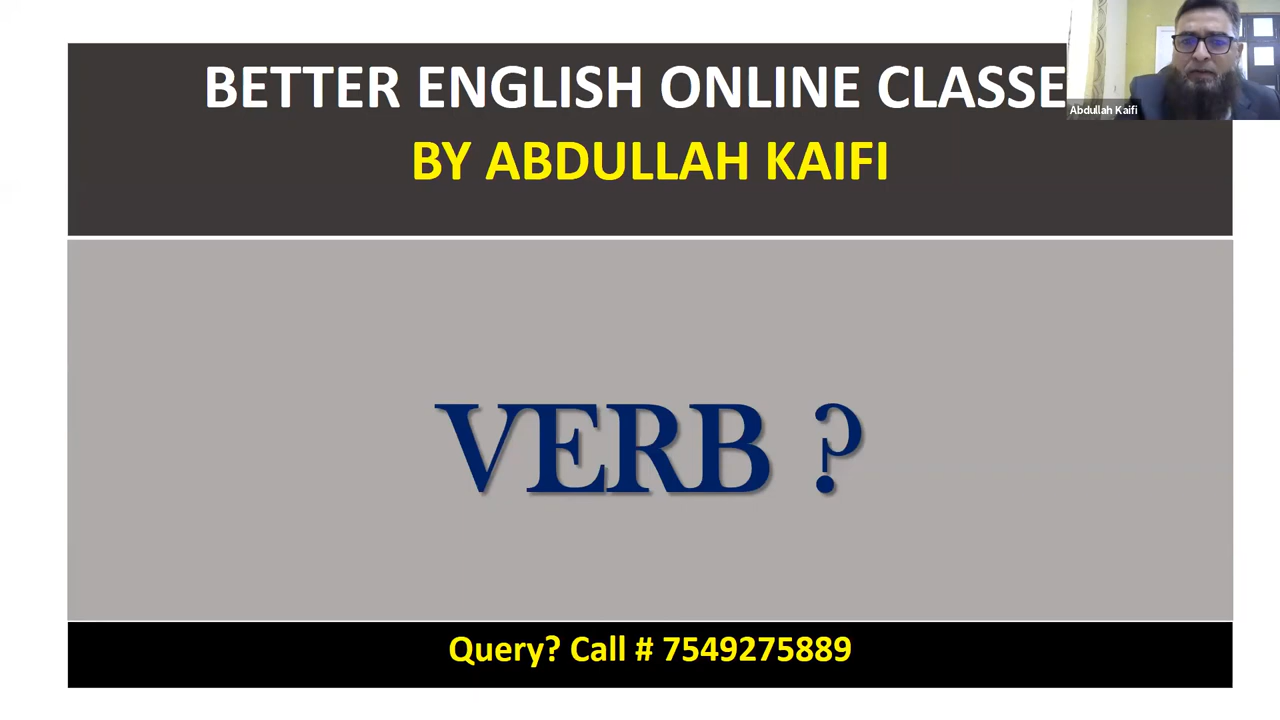 BETTER ENGLISH ONLINE CLASSE
BY ABDULLAH KAIFI
Abdullah Kaifi
VERB ?
Query? Call # 7549275889